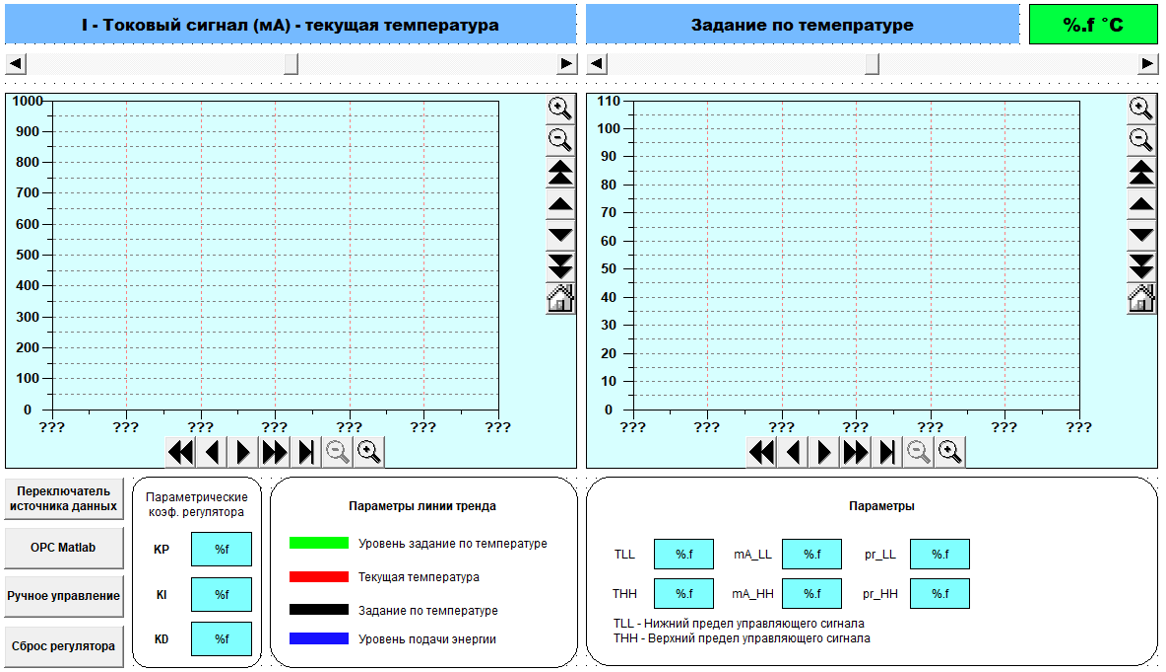 I - Токовый сигнал (мА) - текущая температура
Задание по темепратуре
%.f °C
1000
900
800
700
600
500
400
300
200
100
0
??? ??? ??? ??? ??? ??? ???
110
100
90
80
70
60
50
40
30
20
10
0
??? ??? ??? ??? ??? ??? ???
Переключатель
источника данных
OPC Matlab
Ручное управление
Сброс регулятора
Параметрические
коэф. регулятора
KP %f
KI %f
KD %f
Параметры линии тренда
Уровень задание по температуре
Текущая температура
Задание по температуре
Уровень подачи энергии
Параметры
TLL %.f mA_LL %.f pr_LL %.f
THH %.f mA_HH %.f pr_HH %.f
TLL - Нижний предел управляющего сигнала
THH - Верхний предел управляющего сигнала